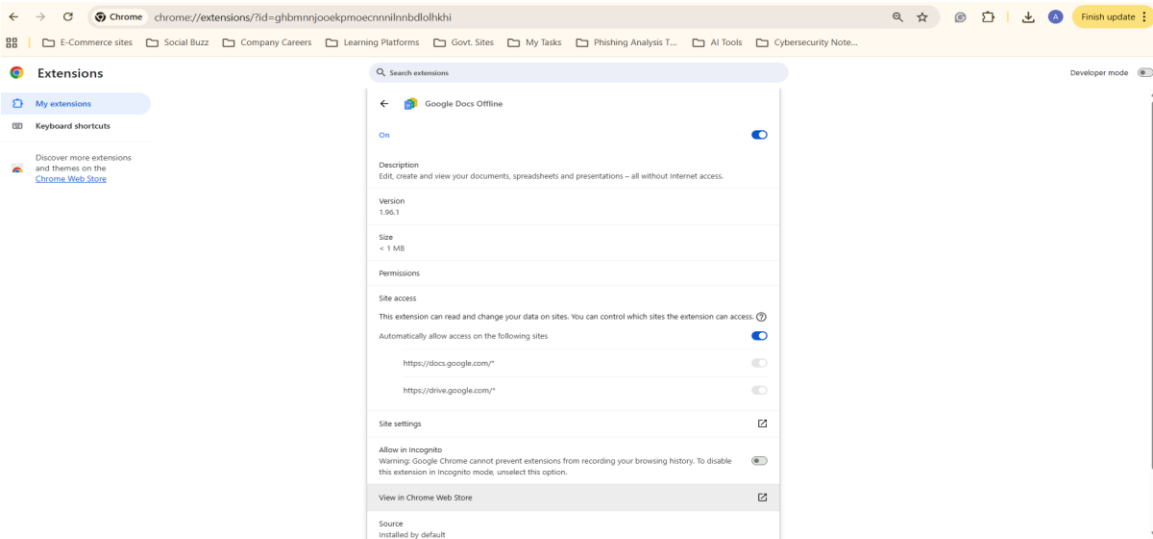 Chrome chrome://extensions/?id=ghbmnnjooekpmoecnnnilnnbdlolhkhi A Finish update
E-Commerce sites Social Buzz Company Careers Learning Platforms Govt. Sites My Tasks Phishing Analysis T... AI Tools Cybersecurity Note...
Extensions
Search extensions
Developer mode
My extensions
Keyboard shortcuts
Discover more extensions
and themes on the
Chrome Web Store
Google Docs Offline
On
Description
Edit, create and view your documents, spreadsheets and presentations – all without Internet access.
Version
1.96.1
Size
< 1 MB
Permissions
Site access
This extension can read and change your data on sites. You can control which sites the extension can access.
Automatically allow access on the following sites
https://docs.google.com/*
https://drive.google.com/*
Site settings
Allow in Incognito
Warning: Google Chrome cannot prevent extensions from recording your browsing history. To disable
this extension in Incognito mode, unselect this option.
View in Chrome Web Store
Source
Installed by default